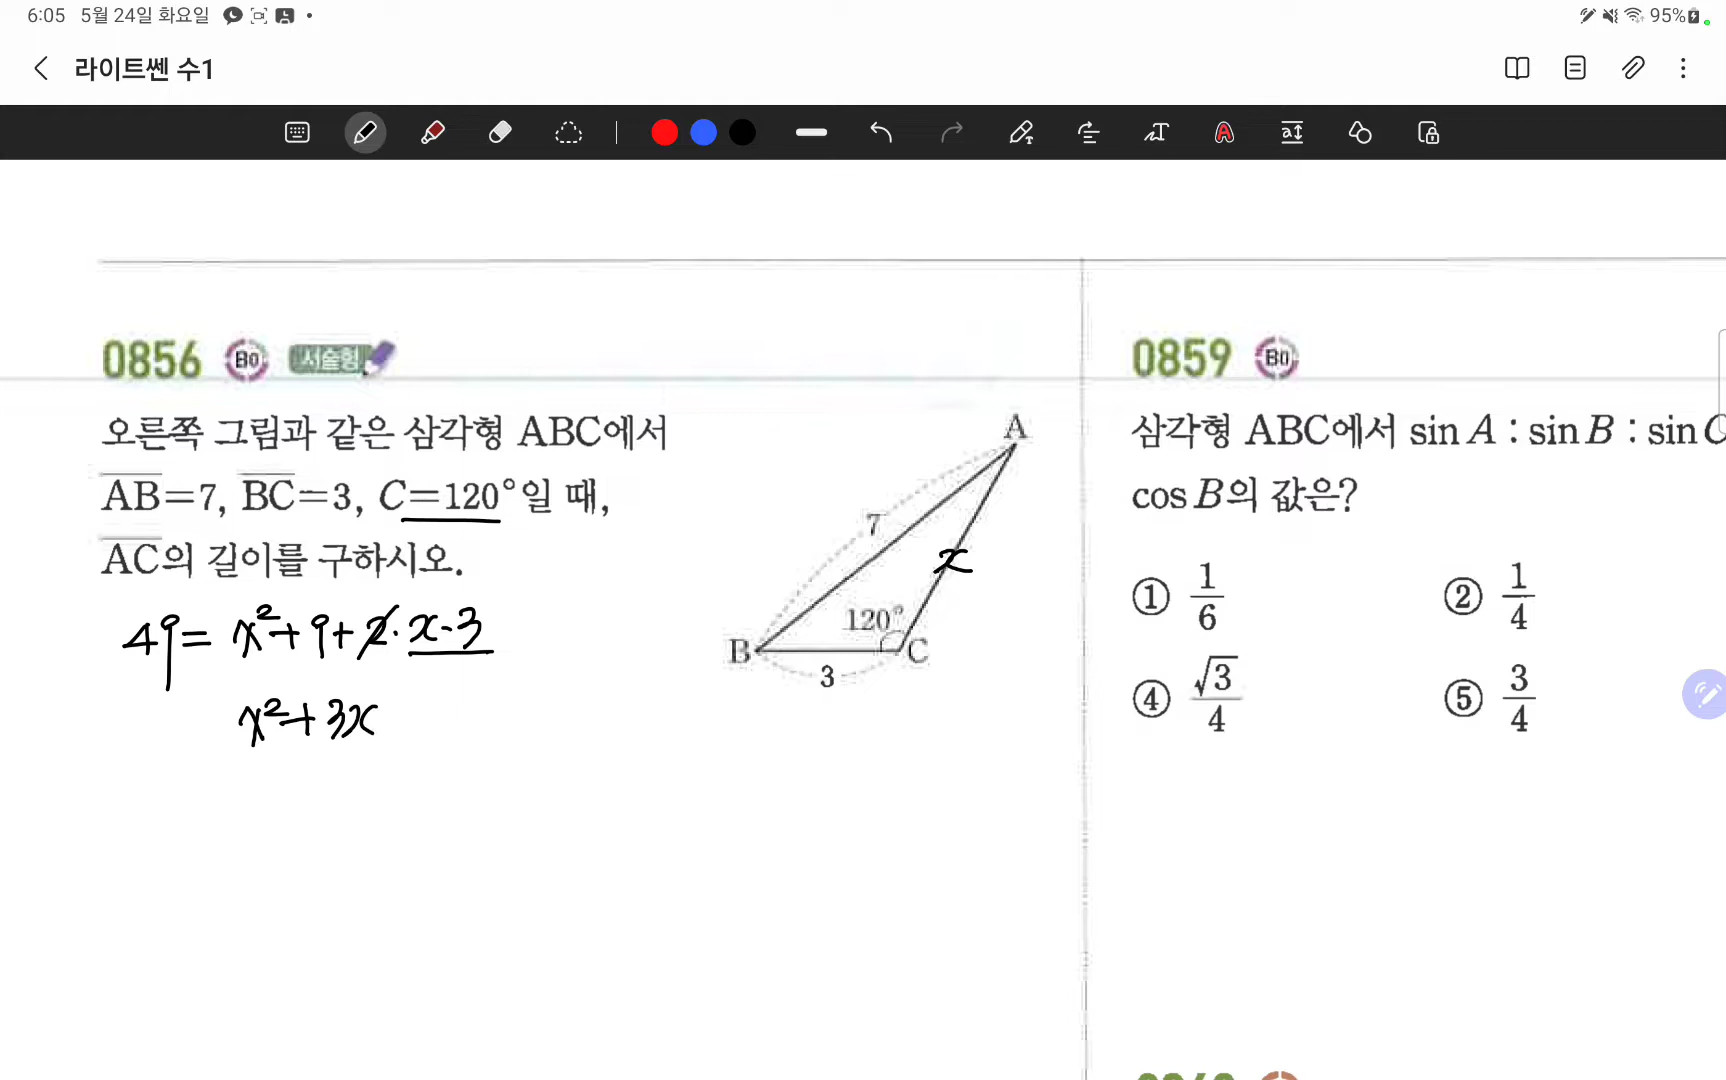 6:05 5월 24일 화요일
95%
라이트쎈 수1
0856 B0 서술형
오른쪽 그림과 같은 삼각형 ABC에서
AB=7, BC=3, C=120°일 때,
AC의 길이를 구하시오.
49= x²+9+2·x·3
x²+3x
A
7
x
120°
B
C
3
0859 B0
삼각형 ABC에서 sin A : sin B : sin C
cos B의 값은?
① 1/6
② 1/4
④ √3/4
⑤ 3/4